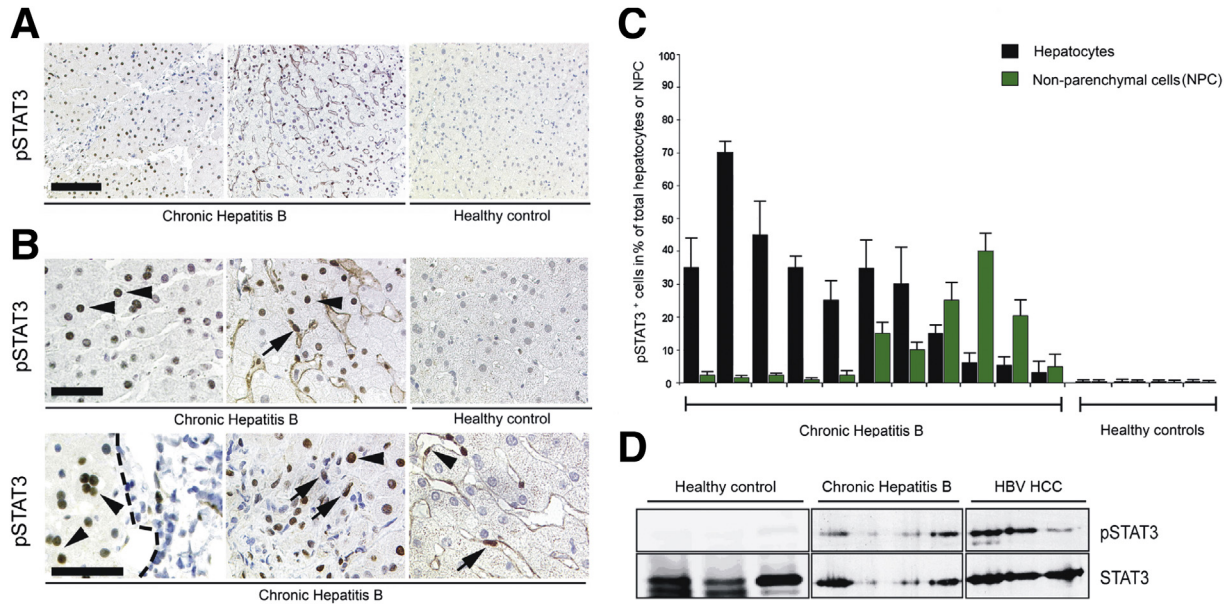 A
pSTAT3
Chronic Hepatitis B
Healthy control
B
pSTAT3
Chronic Hepatitis B
Healthy control
pSTAT3
Chronic Hepatitis B
C
Hepatocytes
Non-parenchymal cells (NPC)
pSTAT3 + cells in % of total hepatocytes or NPC
100
90
80
70
60
50
40
30
20
10
0
Chronic Hepatitis B
Healthy controls
D
Healthy control
Chronic Hepatitis B
HBV HCC
pSTAT3
STAT3